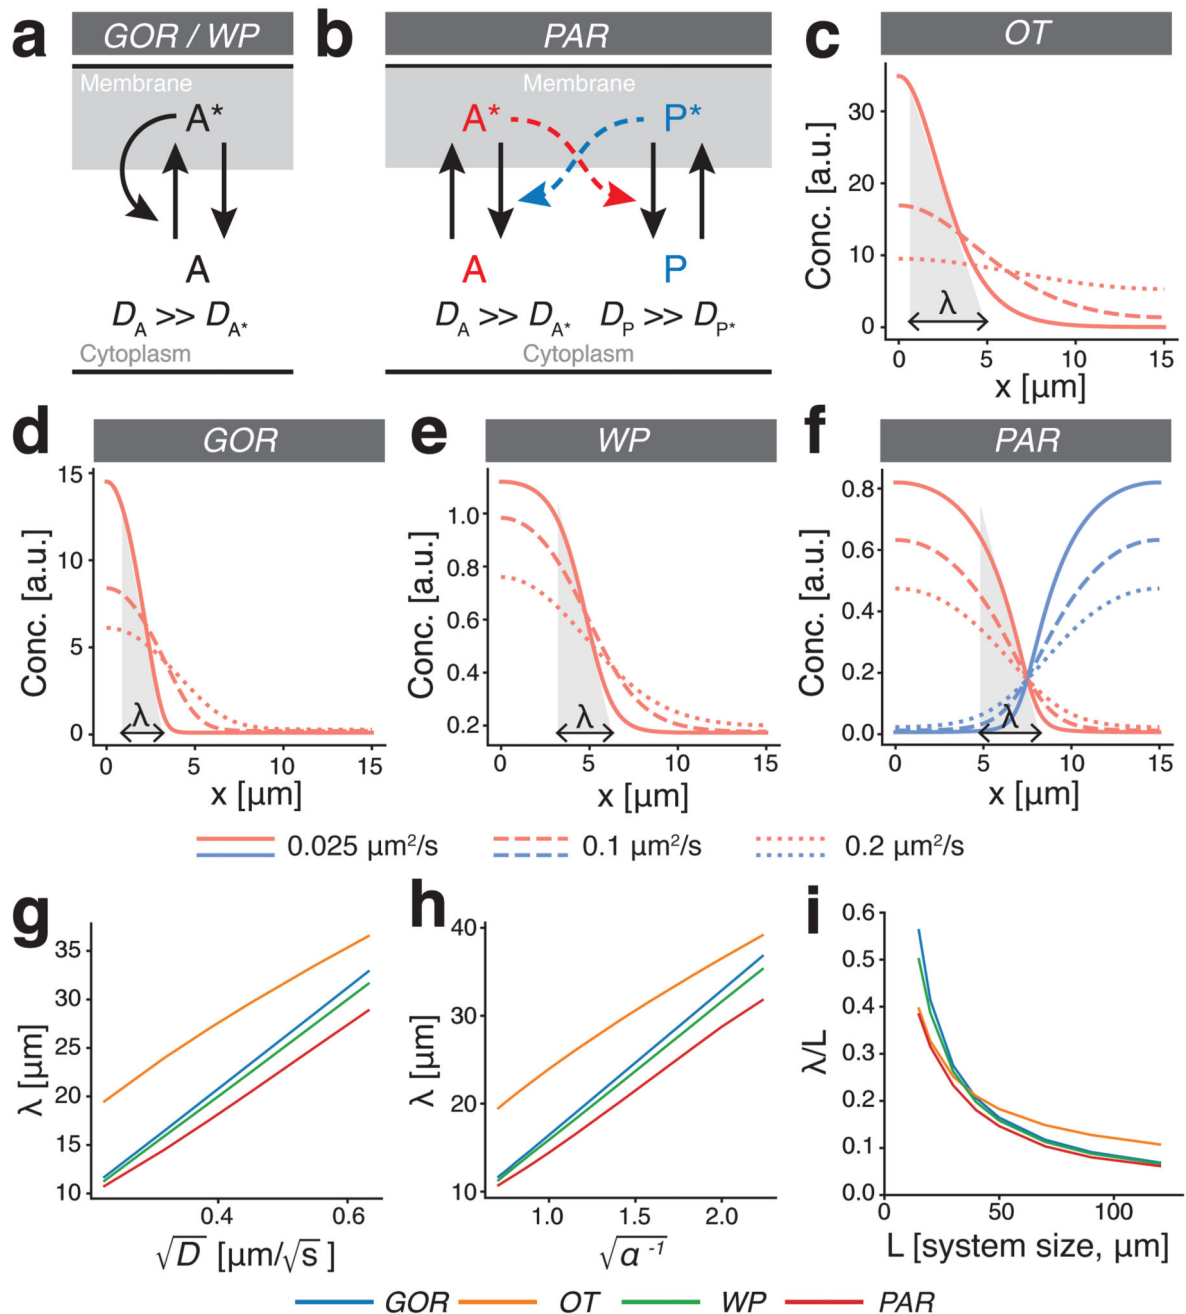 a
GOR / WP
Membrane
A*
A
D_A >> D_A*
Cytoplasm
b
PAR
Membrane
A* P*
A P
D_A >> D_A* D_P >> D_P*
Cytoplasm
c
OT
Conc. [a.u.]
30
20
10
0
λ
0 5 10 15
x [μm]
d
GOR
Conc. [a.u.]
15
10
5
0
λ
0 5 10 15
x [μm]
e
WP
Conc. [a.u.]
1.0
0.8
0.6
0.4
0.2
λ
0 5 10 15
x [μm]
f
PAR
Conc. [a.u.]
0.8
0.6
0.4
0.2
0.0
λ
0 5 10 15
x [μm]
0.025 μm²/s 0.1 μm²/s 0.2 μm²/s
g
λ [μm]
35
30
25
20
15
10
0.4 0.6
√D [μm/√s ]
h
λ [μm]
40
30
20
10
1.0 1.5 2.0
√α⁻¹
i
λ/L
0.6
0.5
0.4
0.3
0.2
0.1
0.0
0 50 100
L [system size, μm]
GOR OT WP PAR